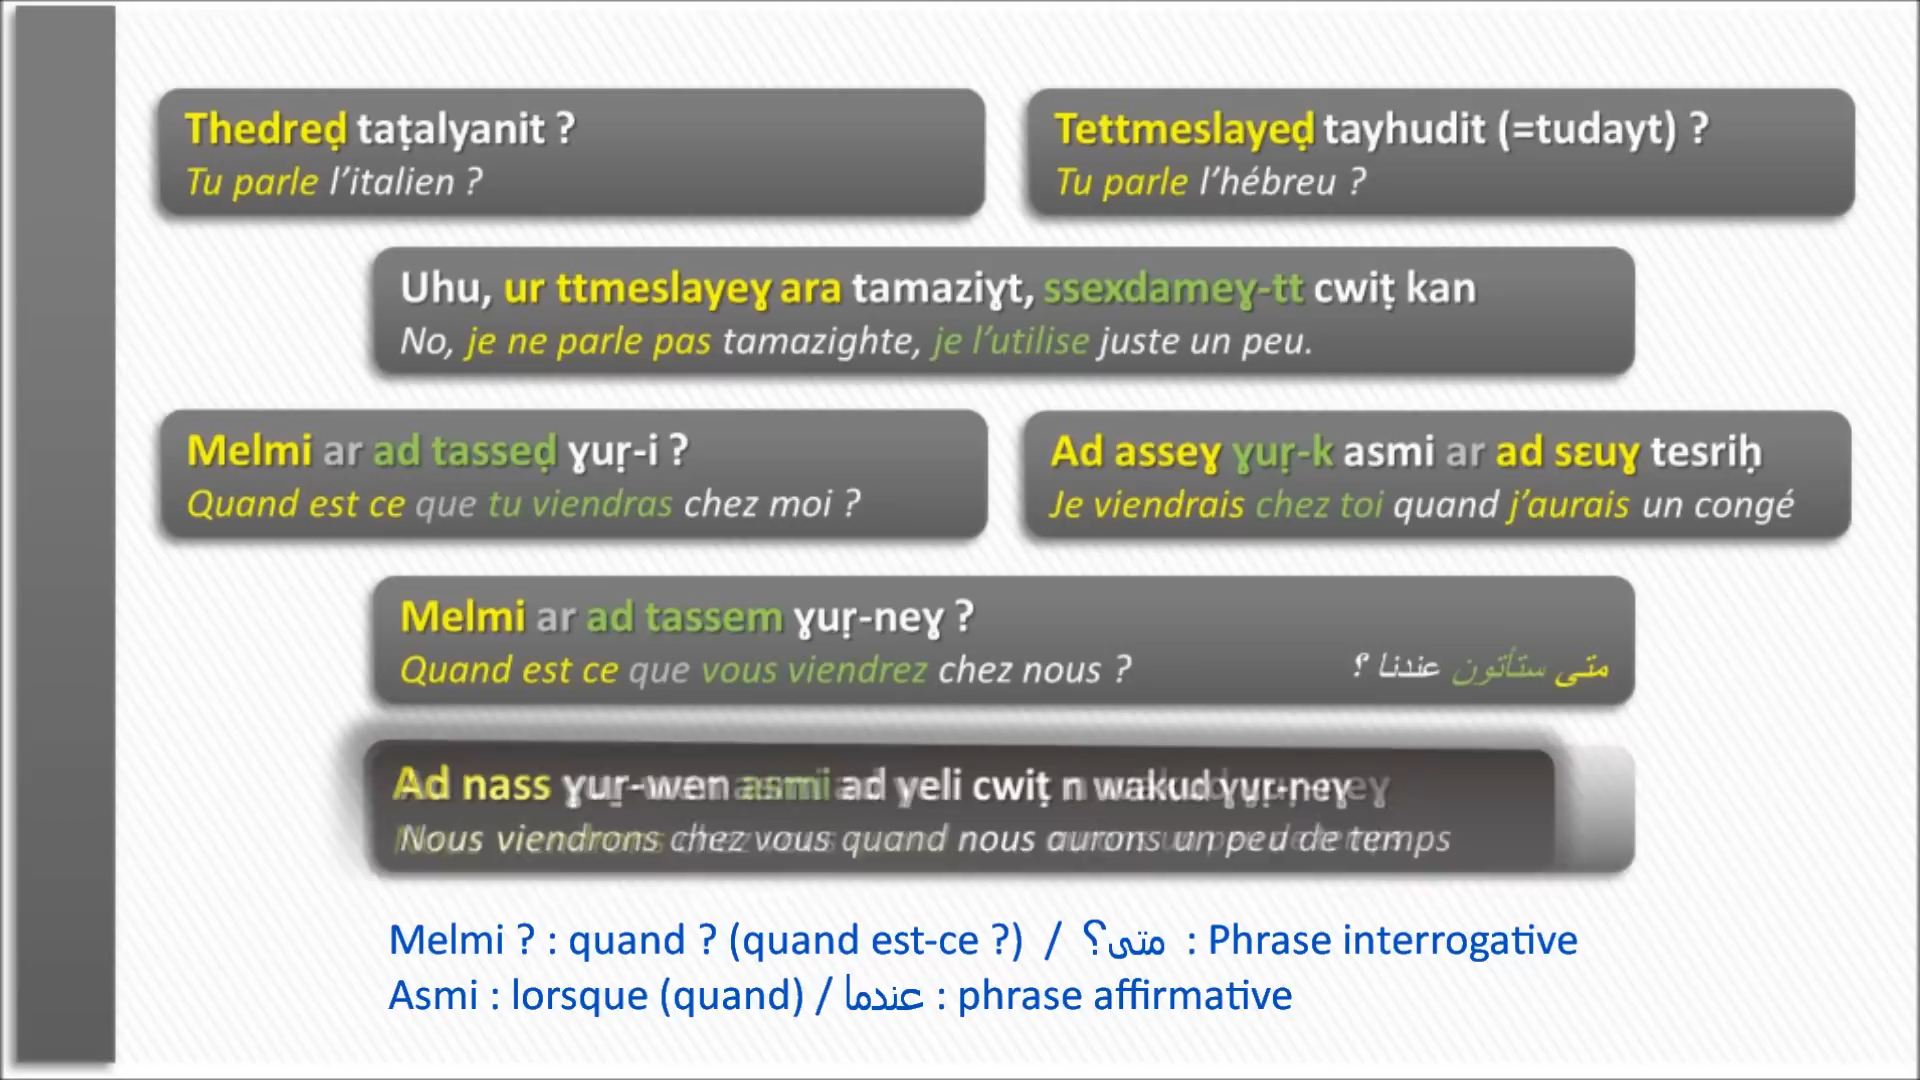 Thedreḍ taṭalyanit ?
Tu parle l’italien ?
Tettmeslayeḍ tayhudit (=tudayt) ?
Tu parle l’hébreu ?
Uhu, ur ttmeslayeɣ ara tamaziɣt, ssexdameɣ-tt cwiṭ kan
No, je ne parle pas tamazighte, je l’utilise juste un peu.
Melmi ar ad tasseḍ ɣuṛ-i ?
Quand est ce que tu viendras chez moi ?
Ad asseɣ ɣuṛ-k asmi ar ad sɛuɣ tesriḥ
Je viendrais chez toi quand j’aurais un congé
Melmi ar ad tassem ɣuṛ-neɣ ?
Quand est ce que vous viendrez chez nous ?
متى ستأتون عندنا ؟
Ad nass ɣuṛ-wen asmi ad yeli cwiṭ n wakud ɣuṛ-neɣ
Nous viendrons chez vous quand nous aurons un peu de temps
Melmi ? : quand ? (quand est-ce ?) / متى؟ : Phrase interrogative
Asmi : lorsque (quand) / عندما : phrase affirmative